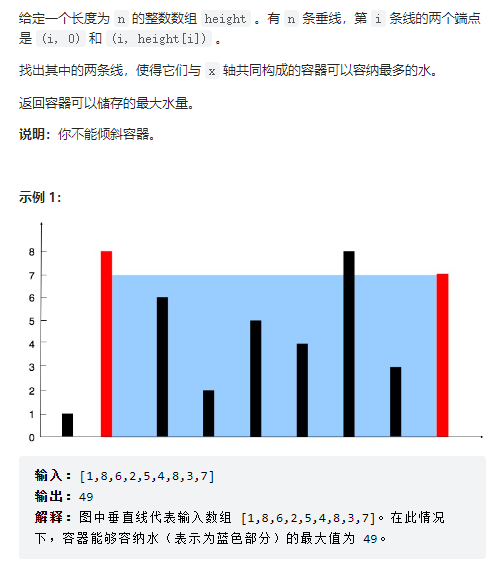 给定一个长度为 n 的整数数组 height 。有 n 条垂线，第 i 条线的两个端点
是 (i, 0) 和 (i, height[i]) 。
找出其中的两条线，使得它们与 x 轴共同构成的容器可以容纳最多的水。
返回容器可以储存的最大水量。
说明：你不能倾斜容器。
示例 1：
8
7
6
5
4
3
2
1
0
输入：[1,8,6,2,5,4,8,3,7]
输出：49
解释：图中垂直线代表输入数组 [1,8,6,2,5,4,8,3,7]。在此情况
下，容器能够容纳水（表示为蓝色部分）的最大值为 49。